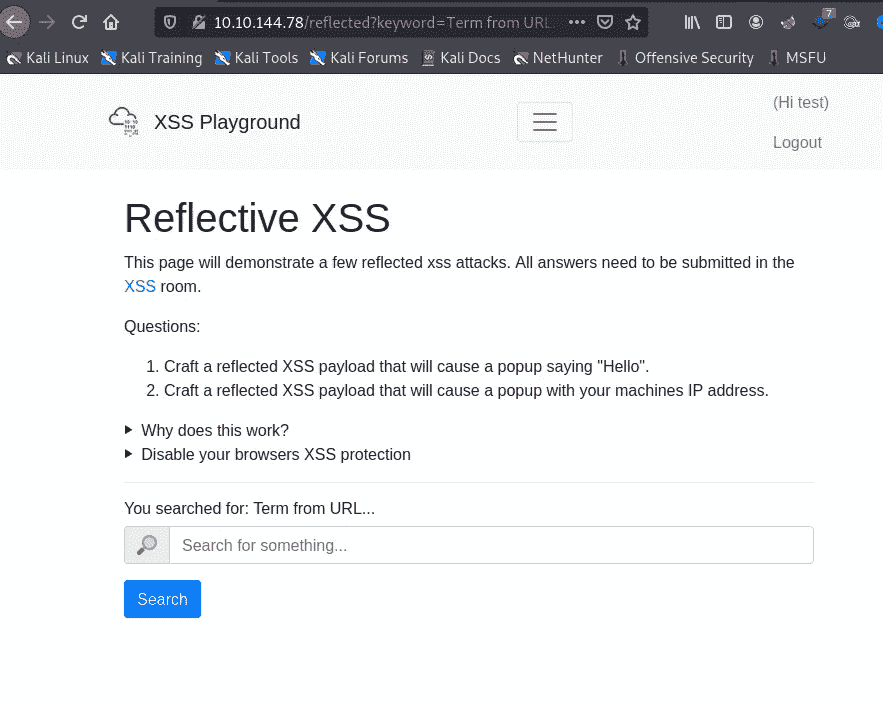 10.10.144.78/reflected?keyword=Term from URL.
7
Kali Linux Kali Training Kali Tools Kali Forums Kali Docs NetHunter Offensive Security MSFU
XSS Playground
(Hi test)
Logout
Reflective XSS
This page will demonstrate a few reflected xss attacks. All answers need to be submitted in the
XSS room.
Questions:
1. Craft a reflected XSS payload that will cause a popup saying "Hello".
2. Craft a reflected XSS payload that will cause a popup with your machines IP address.
Why does this work?
Disable your browsers XSS protection
You searched for: Term from URL...
Search for something...
Search